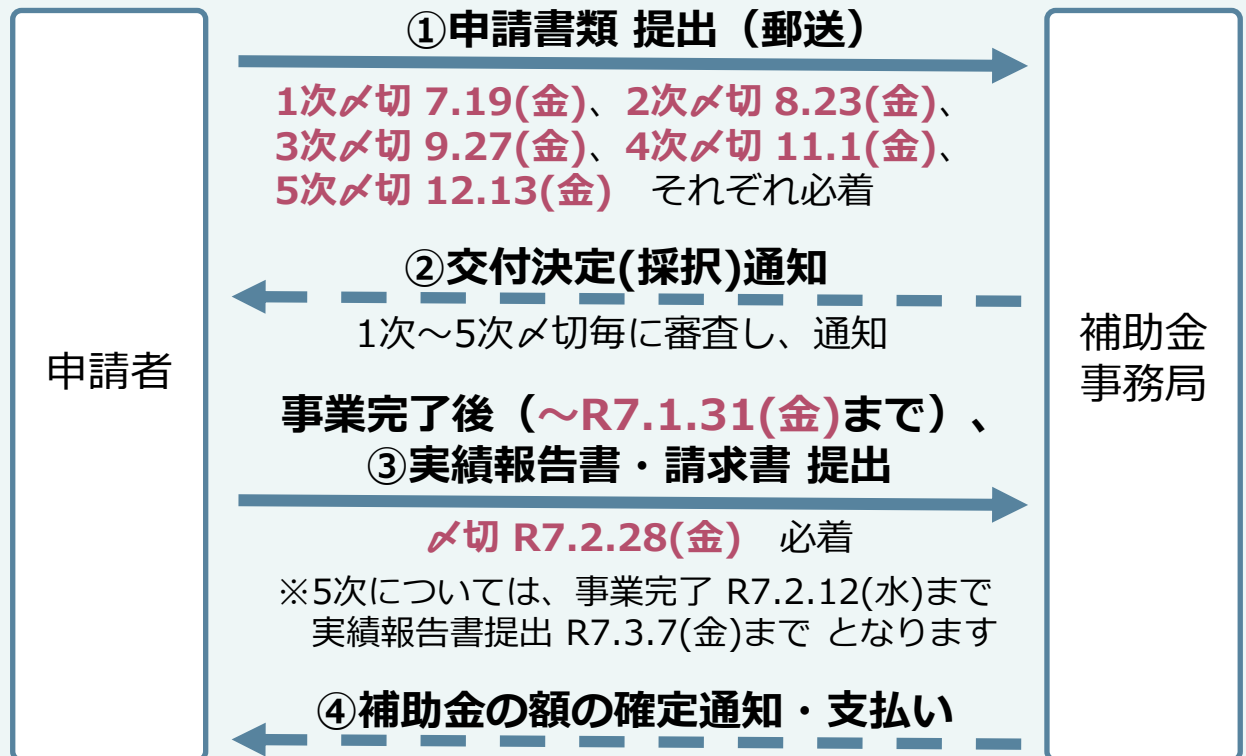 ①申請書類 提出（郵送）
1次〆切 7.19(金)、2次〆切 8.23(金)、
3次〆切 9.27(金)、4次〆切 11.1(金)、
5次〆切 12.13(金)　それぞれ必着
②交付決定(採択)通知
1次～5次〆切毎に審査し、通知
申請者
補助金
事務局
事業完了後（～R7.1.31(金)まで）、
③実績報告書・請求書 提出
〆切 R7.2.28(金)　必着
※5次については、事業完了 R7.2.12(水)まで
実績報告書提出 R7.3.7(金)まで となります
④補助金の額の確定通知・支払い